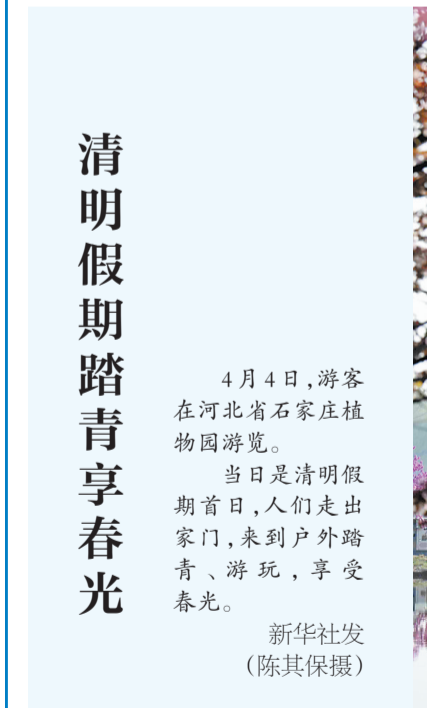 清明假期踏青享春光
4月4日,游客
在河北省石家庄植
物园游览。
当日是清明假
期首日,人们走出
家门,来到户外踏
青、游玩,享受
春光。
新华社发
(陈其保摄)